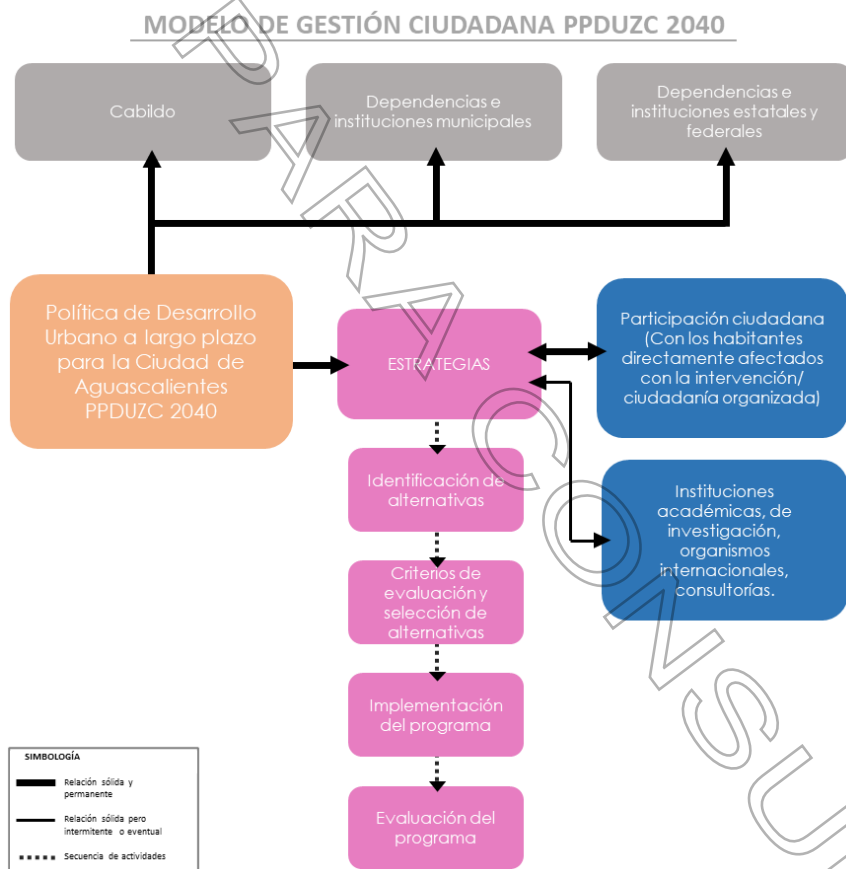 MODELO DE GESTIÓN CIUDADANA PPDUZC 2040
Cabildo
Dependencias e
instituciones municipales
Dependencias e
instituciones estatales y
federales
Política de Desarrollo
Urbano a largo plazo
para la Ciudad de
Aguascalientes
PPDUZC 2040
ESTRATEGIAS
Participación ciudadana
(Con los habitantes
directamente afectados
con la intervención/
ciudadanía organizada)
Identificación de
alternativas
Instituciones
académicas, de
investigación,
organismos
internacionales,
consultorías.
Criterios de
evaluación y
selección de
alternativas
Implementación
del programa
Evaluación del
programa
SIMBOLOGÍA
Relación sólida y
permanente
Relación sólida pero
intermitente o eventual
Secuencia de actividades
PARA CONSU